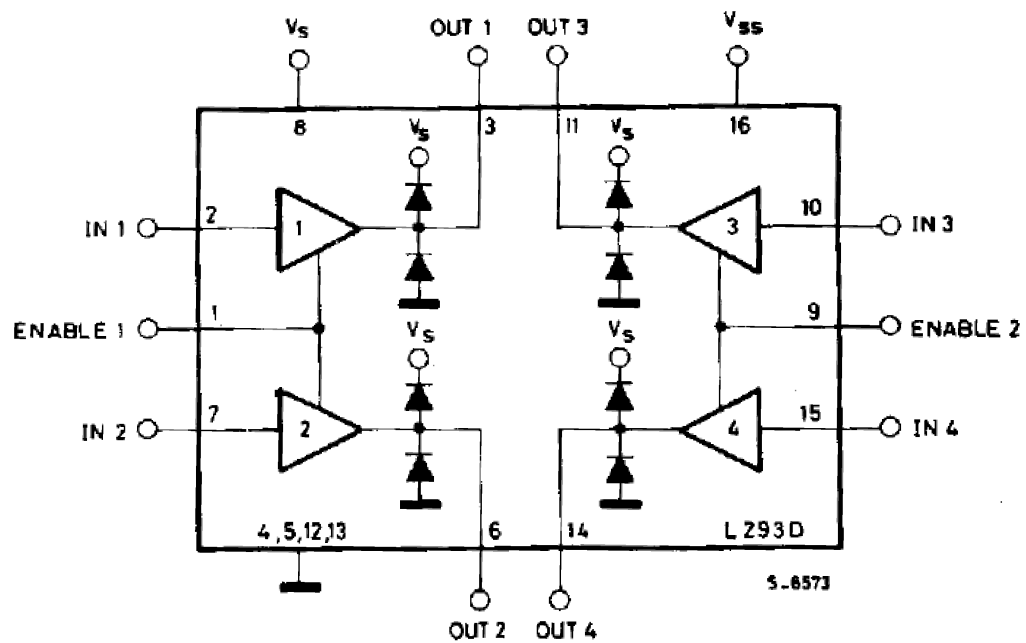 Vs OUT 1 OUT 3 Vss
8 3 11 16
Vs Vs
IN 1 2 1 3 10 IN 3
ENABLE 1 1 9 ENABLE 2
Vs Vs
IN 2 7 2 4 15 IN 4
4,5,12,13 6 14 L293D
S-6573
OUT 2 OUT 4